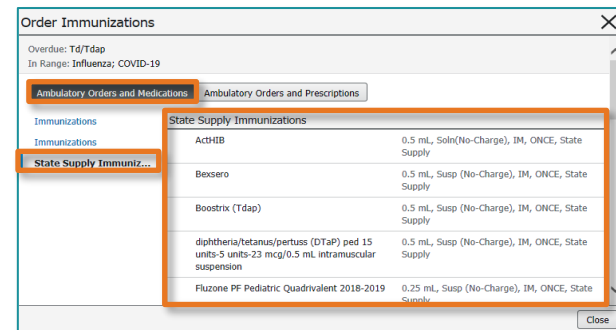 Order Immunizations
Overdue: Td/Tdap
In Range: Influenza; COVID-19
Ambulatory Orders and Medications
Ambulatory Orders and Prescriptions
Immunizations
Immunizations
State Supply Immuniz...
State Supply Immunizations
ActHIB
0.5 mL, Soln(No-Charge), IM, ONCE, State
Supply
Bexsero
0.5 mL, Susp (No-Charge), IM, ONCE, State
Supply
Boostrix (Tdap)
0.5 mL, Susp (No-Charge), IM, ONCE, State
Supply
diphtheria/tetanus/pertuss (DTaP) ped 15
units-5 units-23 mcg/0.5 mL intramuscular
suspension
0.5 mL, Susp (No-Charge), IM, ONCE, State
Supply
Fluzone PF Pediatric Quadrivalent 2018-2019
0.25 mL, Susp (No-Charge), IM, ONCE, State
Supply
Close